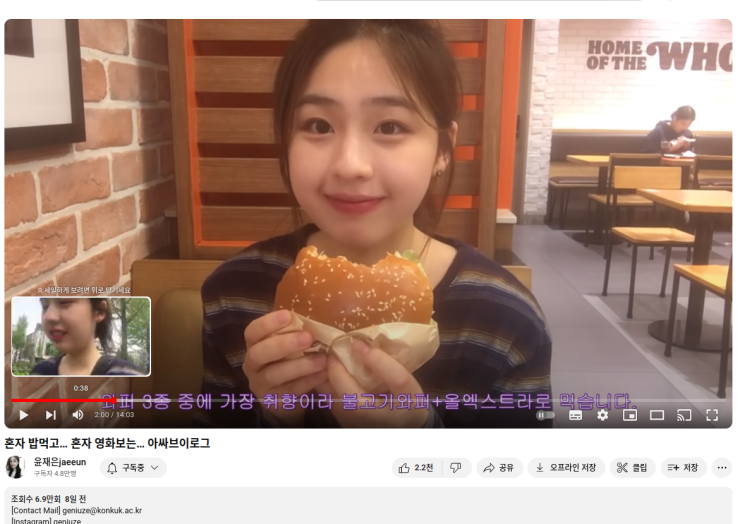 HOME
OF THE WHO
※ 세밀하게 보려면 위로 당기세요
0:38
와퍼 3종 중에 가장 취향이라 불고기와퍼+올엑스트라로 먹습니다.
2:00 / 14:03
혼자 밥먹고... 혼자 영화보는... 아싸브이로그
윤재은jaeeun
구독자 4.8만명
구독중
2.2천
공유
오프라인 저장
클립
저장
조회수 6.9만회 8일 전
[Contact Mail] geniuze@konkuk.ac.kr
[Instagram] geniuze